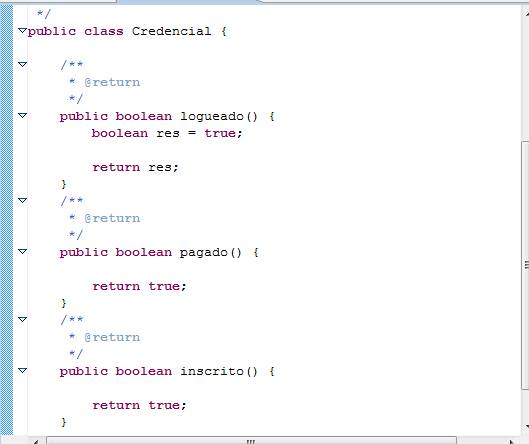 */
public class Credencial {
/**
* @return
*/
public boolean logueado() {
boolean res = true;
return res;
}
/**
* @return
*/
public boolean pagado() {
return true;
}
/**
* @return
*/
public boolean inscrito() {
return true;
}